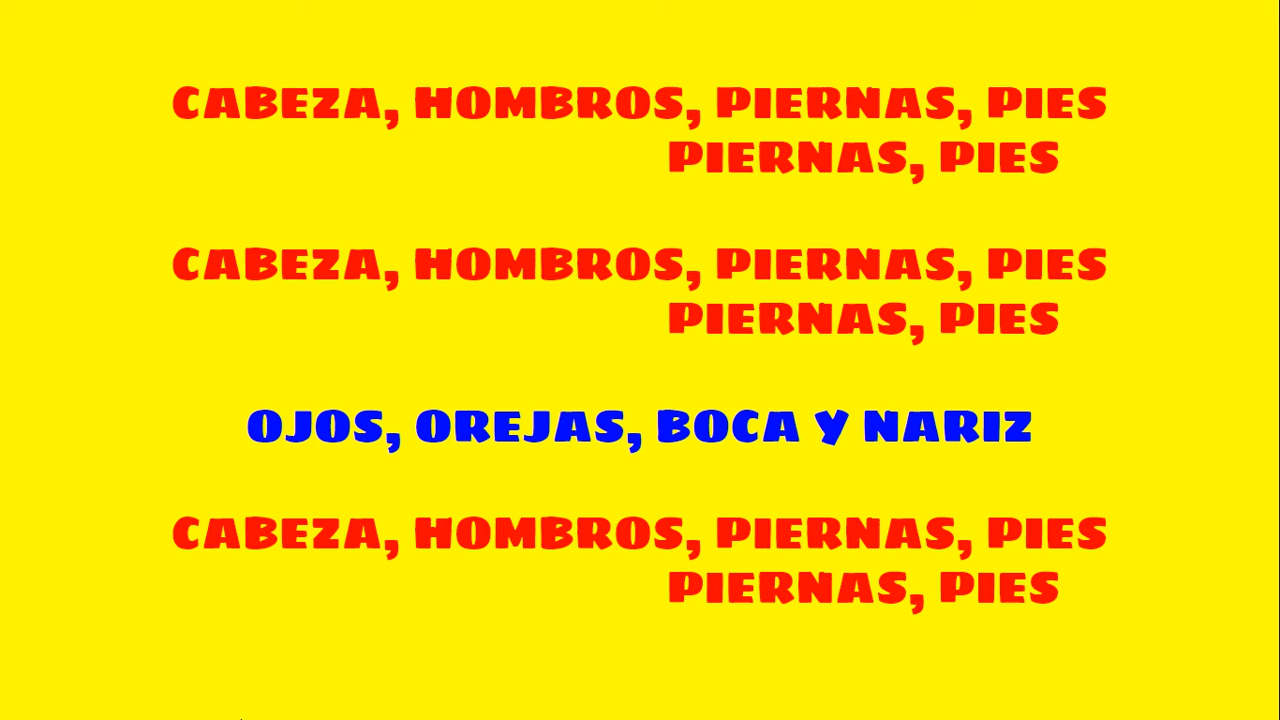 CABEZA, HOMBROS, PIERNAS, PIES
PIERNAS, PIES
CABEZA, HOMBROS, PIERNAS, PIES
PIERNAS, PIES
OJOS, OREJAS, BOCA Y NARIZ
CABEZA, HOMBROS, PIERNAS, PIES
PIERNAS, PIES